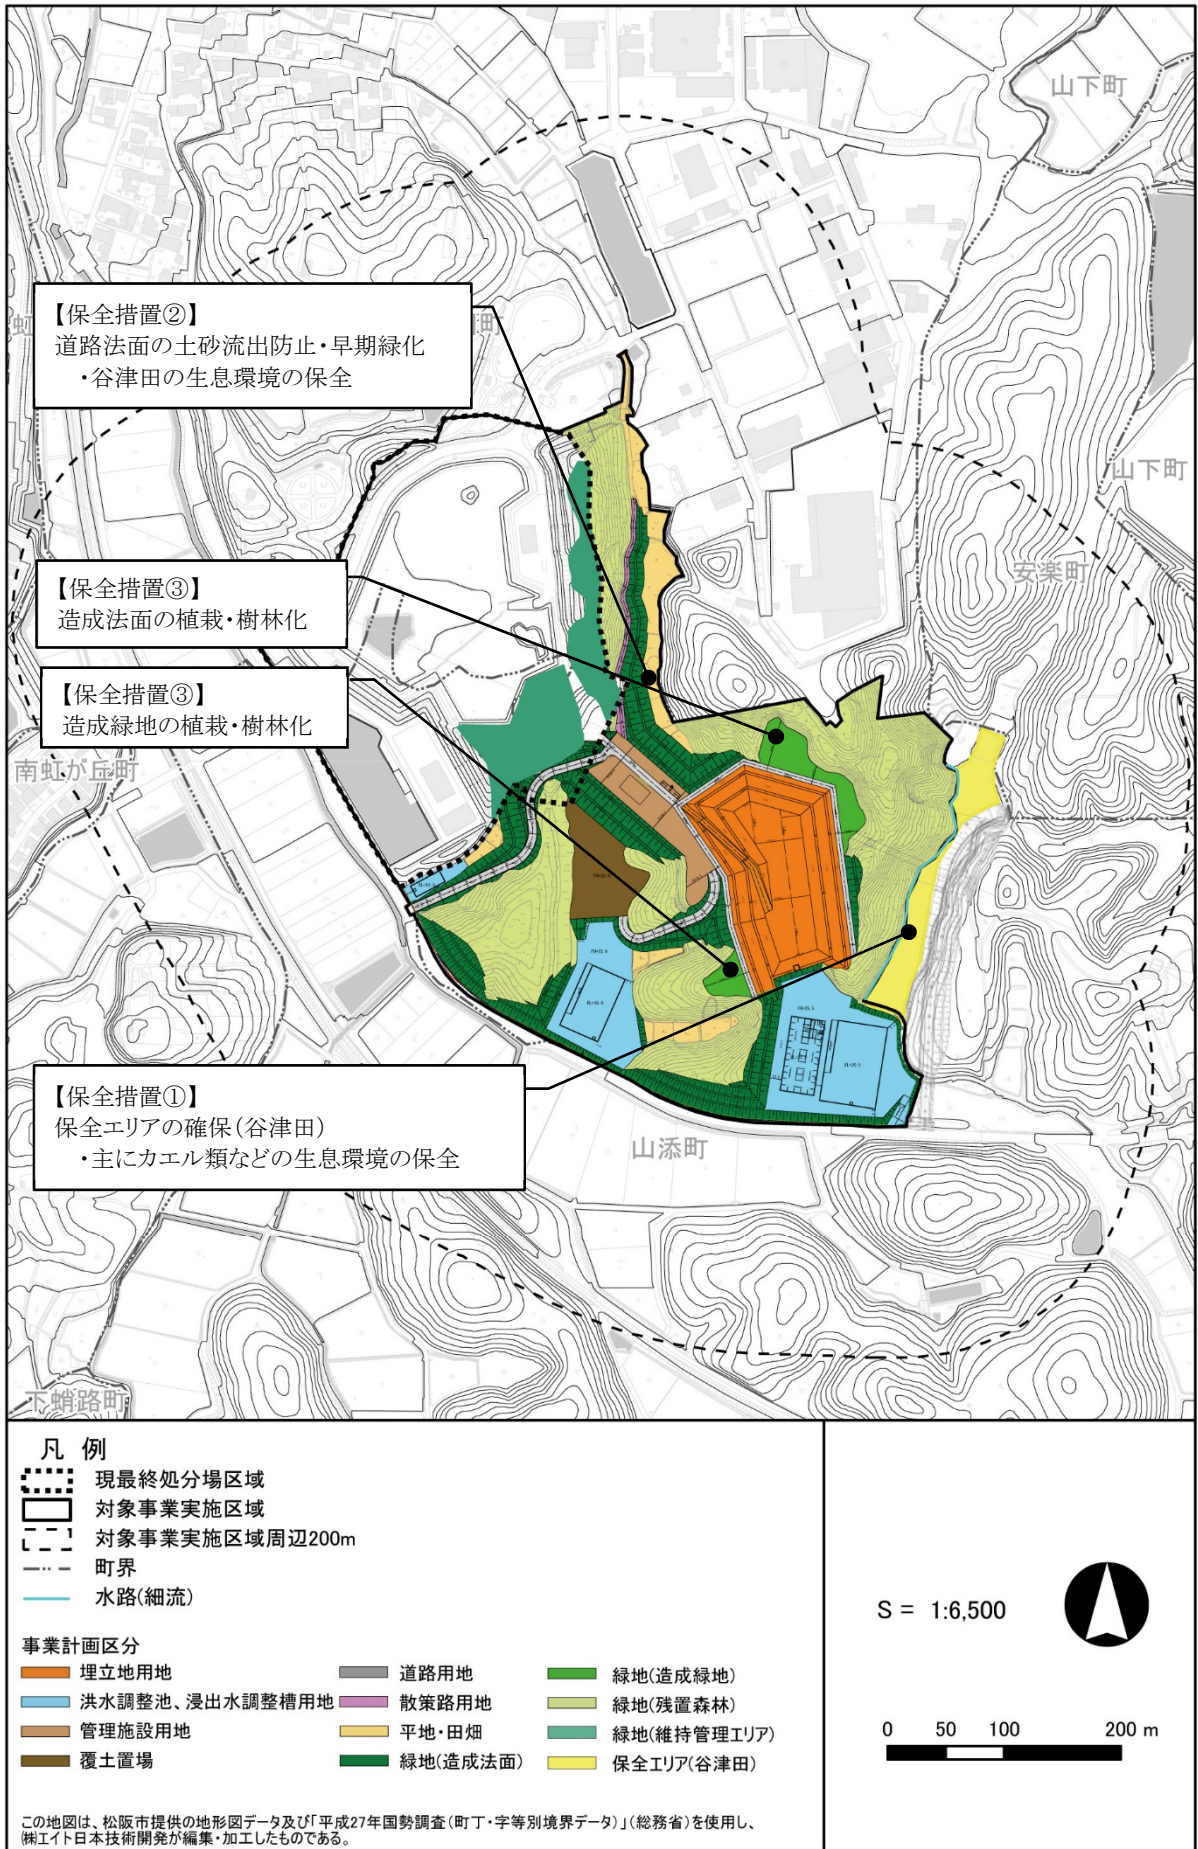 山下町
【保全措置②】
道路法面の土砂流出防止・早期緑化
・谷津田の生息環境の保全
虹
町
山下町
安楽町
【保全措置③】
造成法面の植栽・樹林化
【保全措置③】
造成緑地の植栽・樹林化
南虹が丘町
【保全措置①】
保全エリアの確保(谷津田)
・主にカエル類などの生息環境の保全
山添町
下蛸路町
凡 例
現最終処分場区域
対象事業実施区域
対象事業実施区域周辺200m
町界
水路(細流)
事業計画区分
埋立地用地
洪水調整池、浸出水調整槽用地
管理施設用地
覆土置場
道路用地
散策路用地
平地・田畑
緑地(造成法面)
緑地(造成緑地)
緑地(残置森林)
緑地(維持管理エリア)
保全エリア(谷津田)
S = 1:6,500
0 50 100 200 m
この地図は、松阪市提供の地形図データ及び「平成27年国勢調査(町丁・字等別境界データ)」(総務省)を使用し、
㈱エイト日本技術開発が編集・加工したものである。